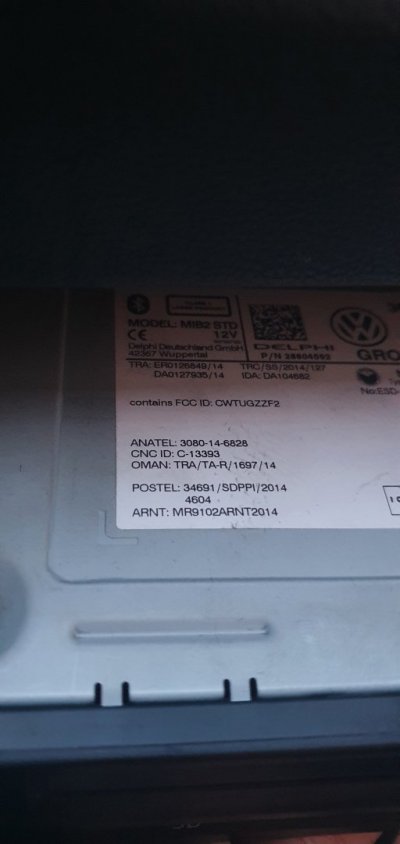 MODEL: MIB2 STD
12V
Delphi Deutschland GmbH
42367 Wuppertal
DELPHI
TRA: ER0126849/14
DA0127935/14
TRC/SS/2014/127
IDA: DA104682
contains FCC ID: CWTUGZZF2
ANATEL: 3080-14-6828
CNC ID: C-13393
OMAN: TRA/TA-R/1697/14
POSTEL: 34691/SDPPI/2014
4604
ARNT: MR9102ARNT2014